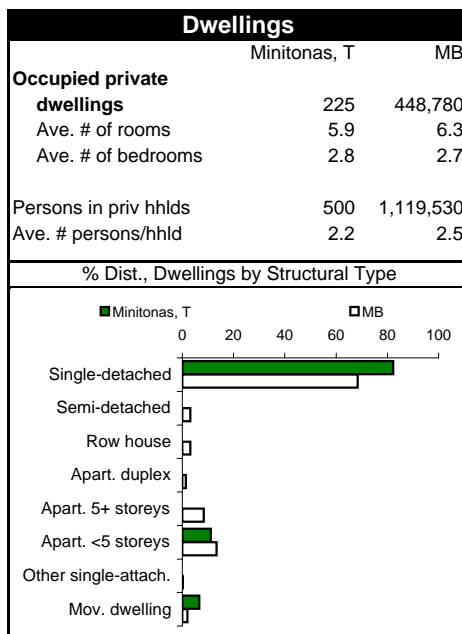 Dwellings
Minitonas, T MB
Occupied private
dwellings 225 448,780
Ave. # of rooms 5.9 6.3
Ave. # of bedrooms 2.8 2.7
Persons in priv hhlds 500 1,119,530
Ave. # persons/hhld 2.2 2.5
% Dist., Dwellings by Structural Type
Minitonas, T MB
0 20 40 60 80 100
Single-detached
Semi-detached
Row house
Apart. duplex
Apart. 5+ storeys
Apart. <5 storeys
Other single-attach.
Mov. dwelling